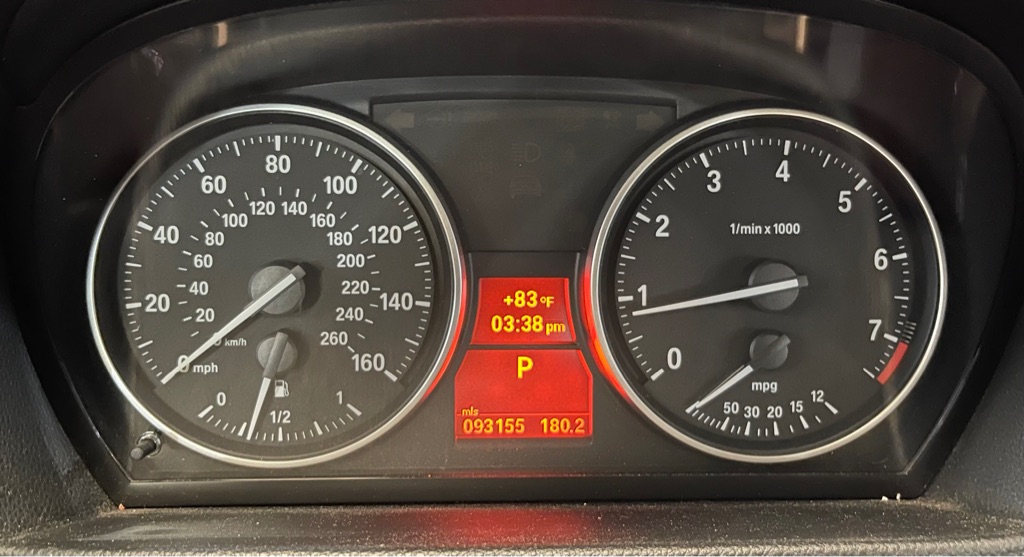 80
60 100
120 140
100 160
40 80 180 120
60 200
20 40 220 140
20 240
km/h 260
0 mph 160
0 1/2 1
+83°F
03:38 pm
P
mls
093155 180.2
4
3 5
2 1/min x 1000
6
1
7
0
mpg
50 30 20 15 12